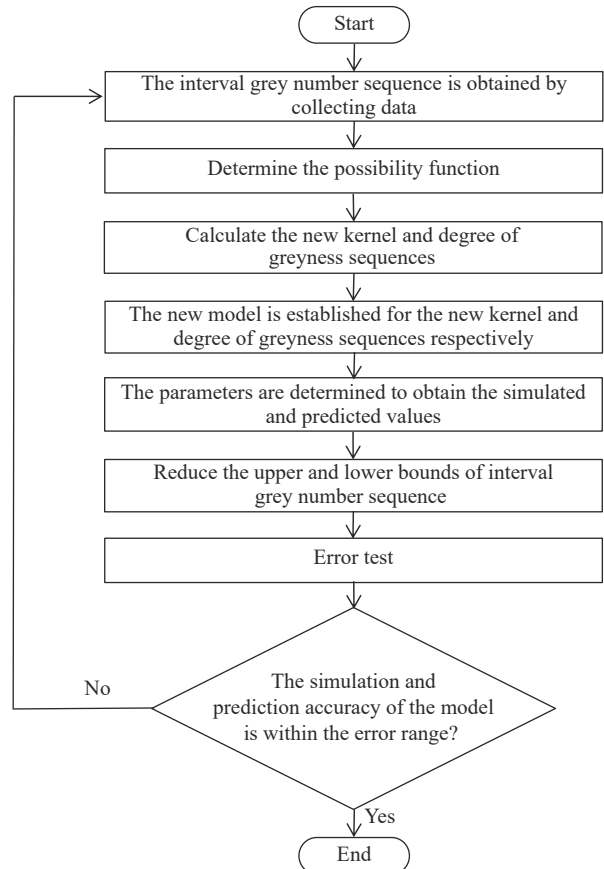 Start
The interval grey number sequence is obtained by
collecting data
Determine the possibility function
Calculate the new kernel and degree of
greyness sequences
The new model is established for the new kernel and
degree of greyness sequences respectively
The parameters are determined to obtain the simulated
and predicted values
Reduce the upper and lower bounds of interval
grey number sequence
Error test
No
The simulation and
prediction accuracy of the model
is within the error range?
Yes
End